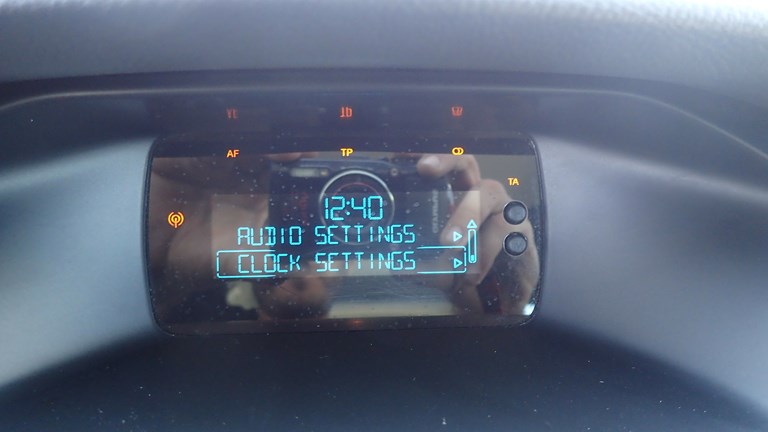 AF
TP
TA
12:40
AUDIO SETTINGS
CLOCK SETTINGS